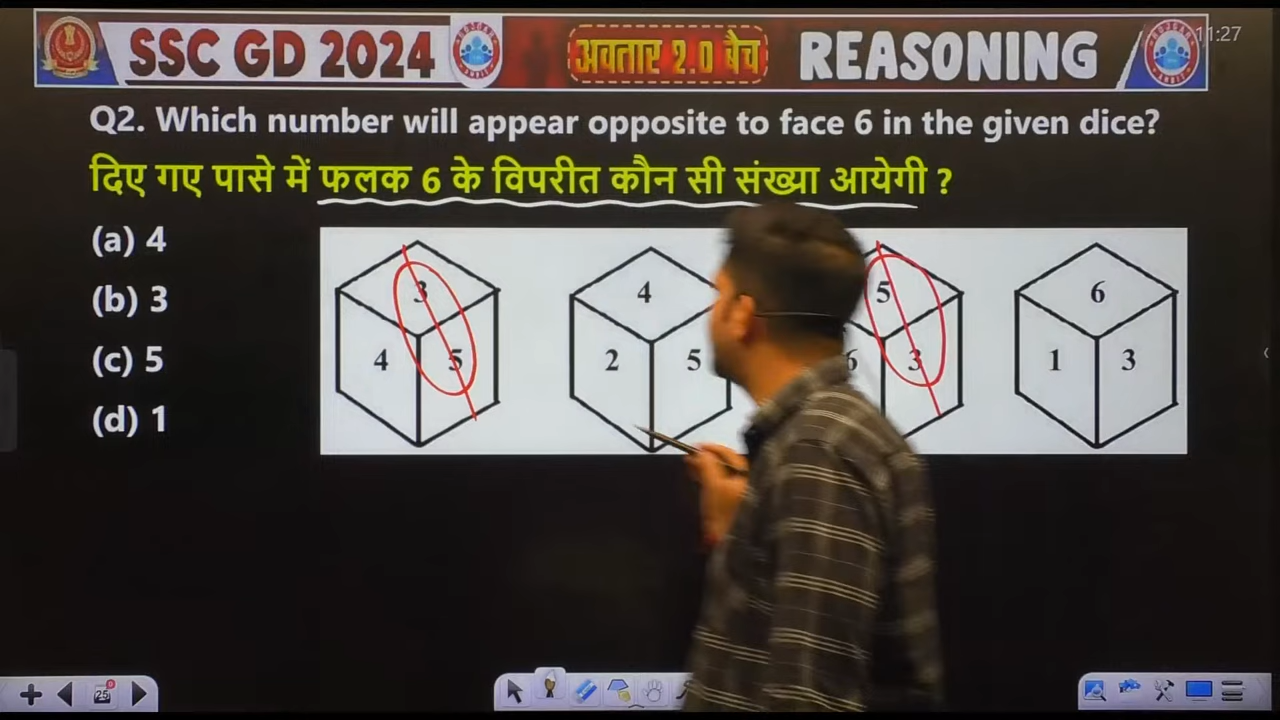 SSC GD 2024
अवतार 2.0 बैच
REASONING
11:27
Q2. Which number will appear opposite to face 6 in the given dice?
दिए गए पासे में फलक 6 के विपरीत कौन सी संख्या आयेगी ?
(a) 4
(b) 3
(c) 5
(d) 1
3
4 5
4
2 5
5
6 3
6
1 3
25